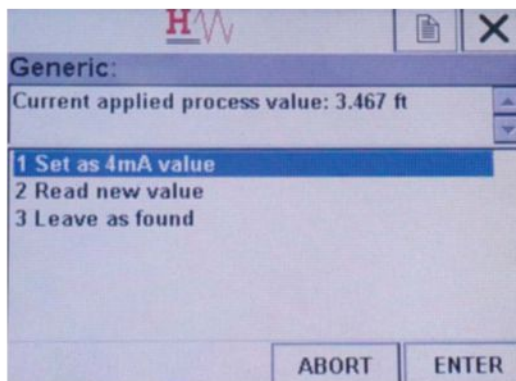 H
Generic:
Current applied process value: 3.467 ft
1 Set as 4mA value
2 Read new value
3 Leave as found
ABORT
ENTER